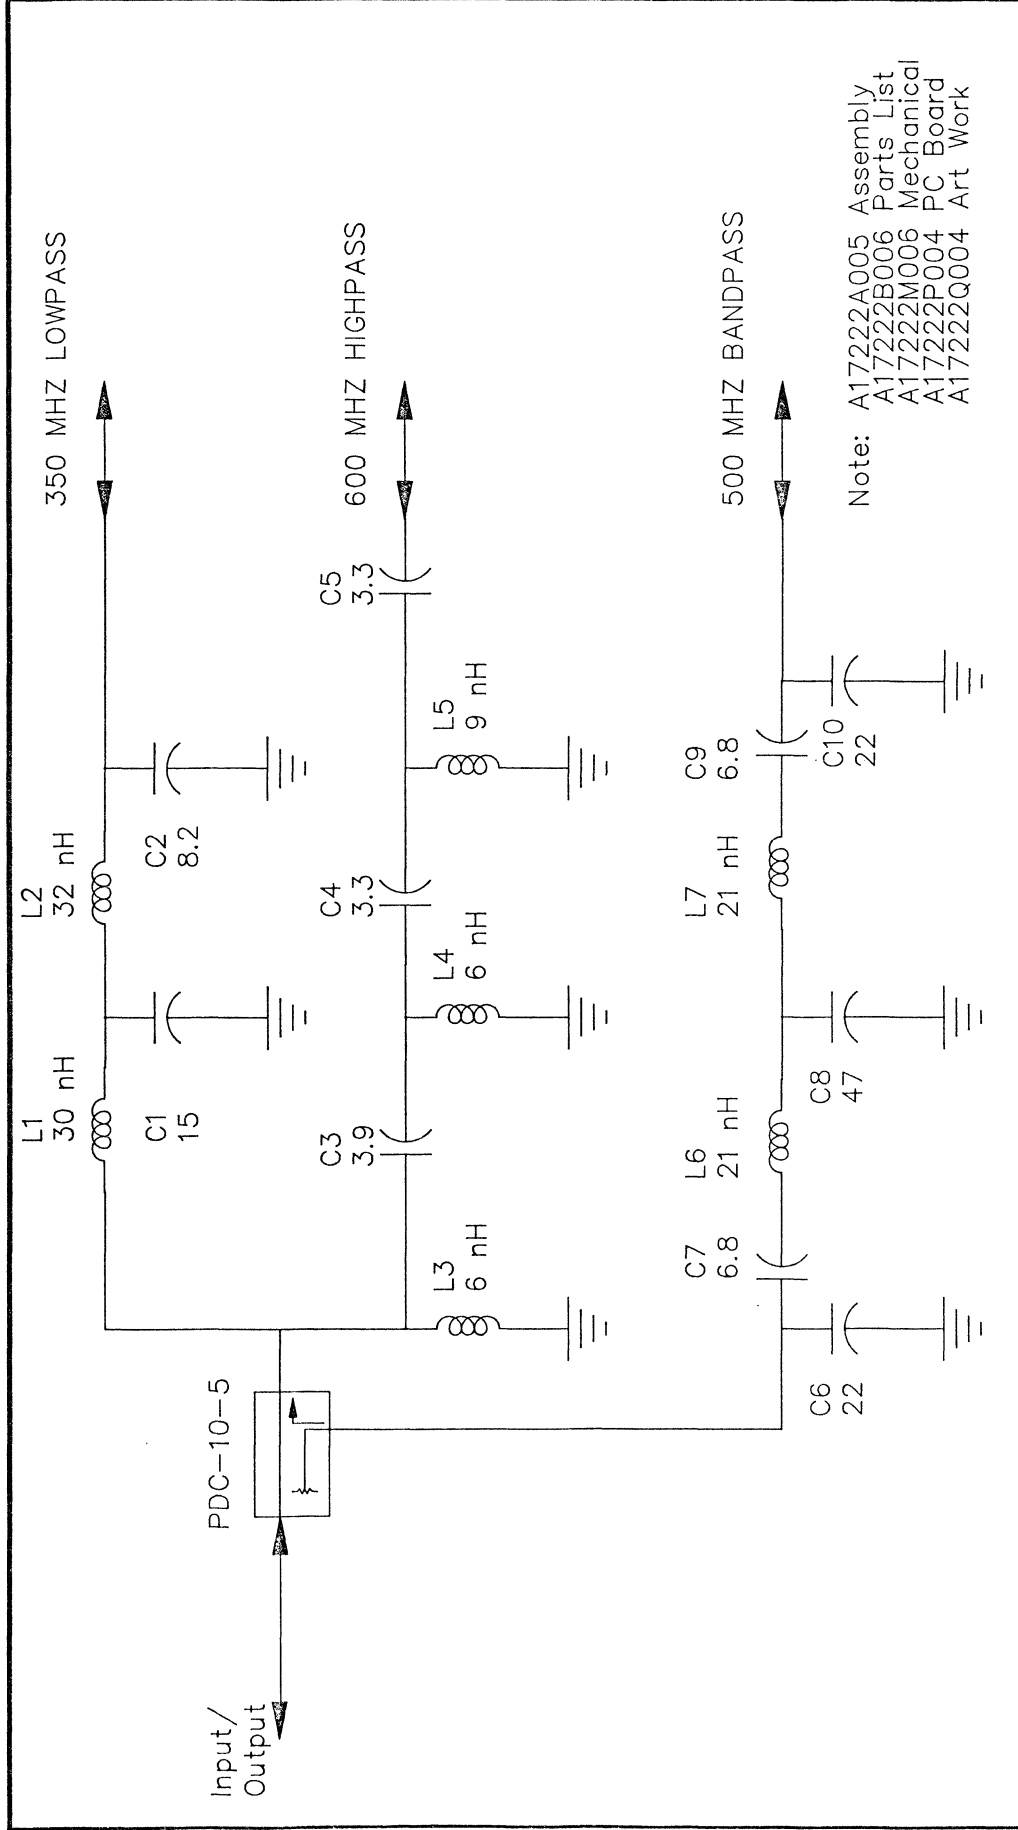 Input/
Output
PDC-10-5
L1
30 nH
L2
32 nH
350 MHZ LOWPASS
C1
15
C2
8.2
C3
3.9
C4
3.3
C5
3.3
600 MHZ HIGHPASS
L3
6 nH
L4
6 nH
L5
9 nH
C7
6.8
L6
21 nH
L7
21 nH
C9
6.8
500 MHZ BANDPASS
C6
22
C8
47
C10
22
Note: A17222A005 Assembly
A17222B006 Parts List
A17222M006 Mechanical
A17222P004 PC Board
A17222Q004 Art Work